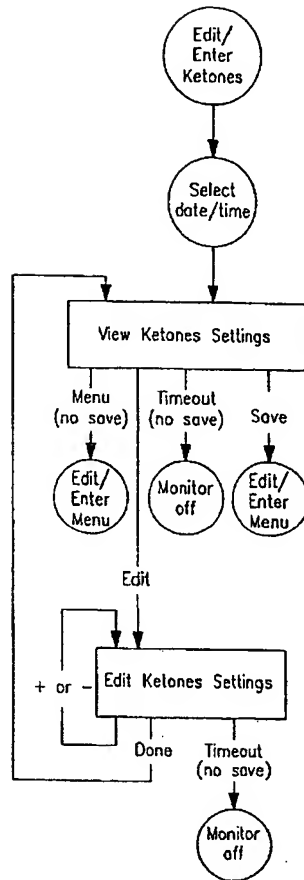 Edit/
Enter
Ketones
Select
date/time
View Ketones Settings
Menu
(no save)
Timeout
(no save)
Save
Edit/
Enter
Menu
Monitor
off
Edit/
Enter
Menu
Edit
+ or -
Edit Ketones Settings
Done
Timeout
(no save)
Monitor
off